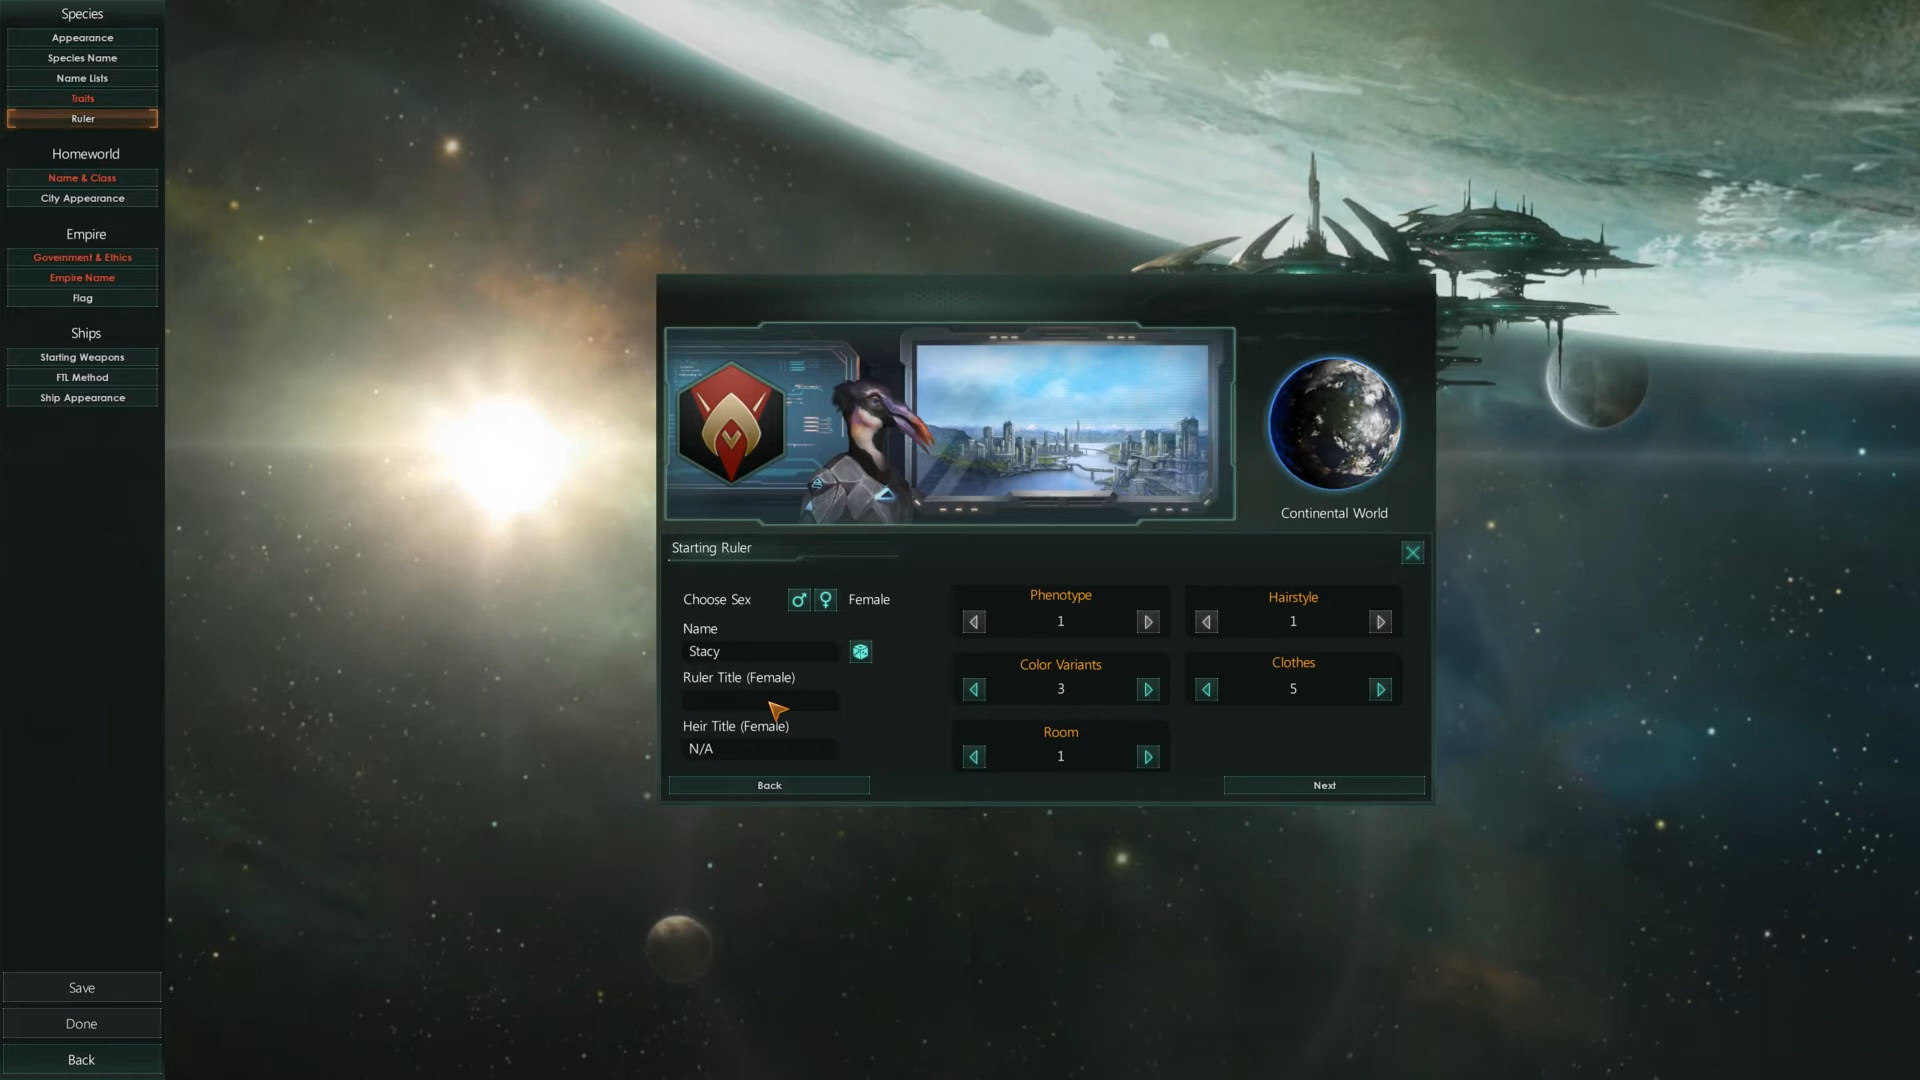 Species
Appearance
Species Name
Name Lists
Traits
Ruler
Homeworld
Name & Class
City Appearance
Empire
Government & Ethics
Empire Name
Flag
Ships
Starting Weapons
FTL Method
Ship Appearance
Save
Done
Back
Continental World
Starting Ruler
Choose Sex
Female
Name
Stacy
Ruler Title (Female)
Heir Title (Female)
N/A
Phenotype
1
Hairstyle
1
Color Variants
3
Clothes
5
Room
1
Back
Next